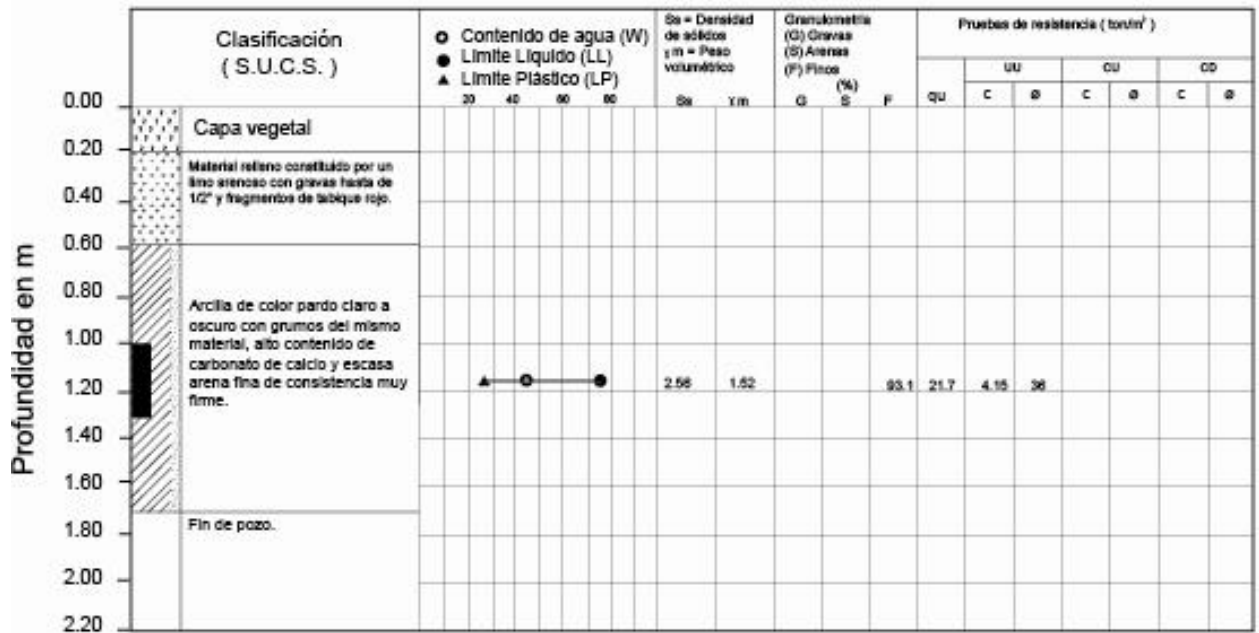 Clasificación
( S.U.C.S. )
Contenido de agua (W)
Limite Liquido (LL)
Limite Plástico (LP)
20 40 60 80
Ss = Densidad
de sólidos
γ m = Peso
volumétrico
Ss γ m
Granulometria
(G) Gravas
(S) Arenas
(F) Finos
(%)
G S F
Pruebas de resistencia ( ton/m² )
UU CU CD
qu C Ø C Ø C Ø
Profundidad en m
0.00
0.20
0.40
0.60
0.80
1.00
1.20
1.40
1.60
1.80
2.00
2.20
Capa vegetal
Material relleno constituido por un
limo arenoso con gravas hasta de
1/2" y fragmentos de tabique rojo.
Arcilla de color pardo claro a
oscuro con grumos del mismo
material, alto contenido de
carbonato de calcio y escasa
arena fina de consistencia muy
firme.
2.56 1.52 93.1 21.7 4.15 36
Fin de pozo.